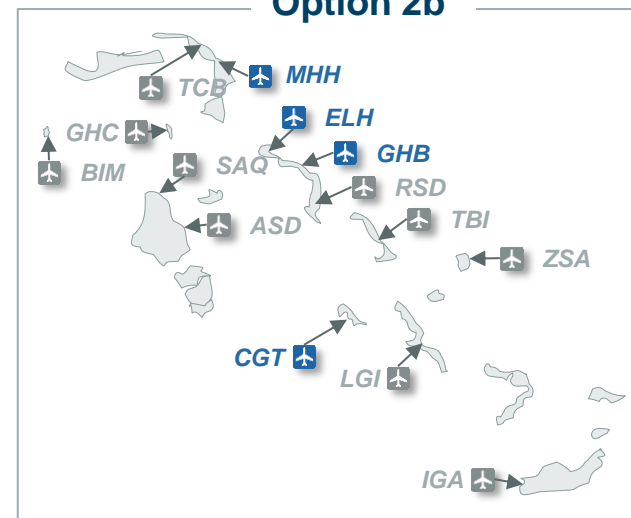 Option 2b
MHH
TCB
ELH
GHC
GHB
SAQ
BIM
RSD
TBI
ASD
ZSA
CGT
LGI
IGA